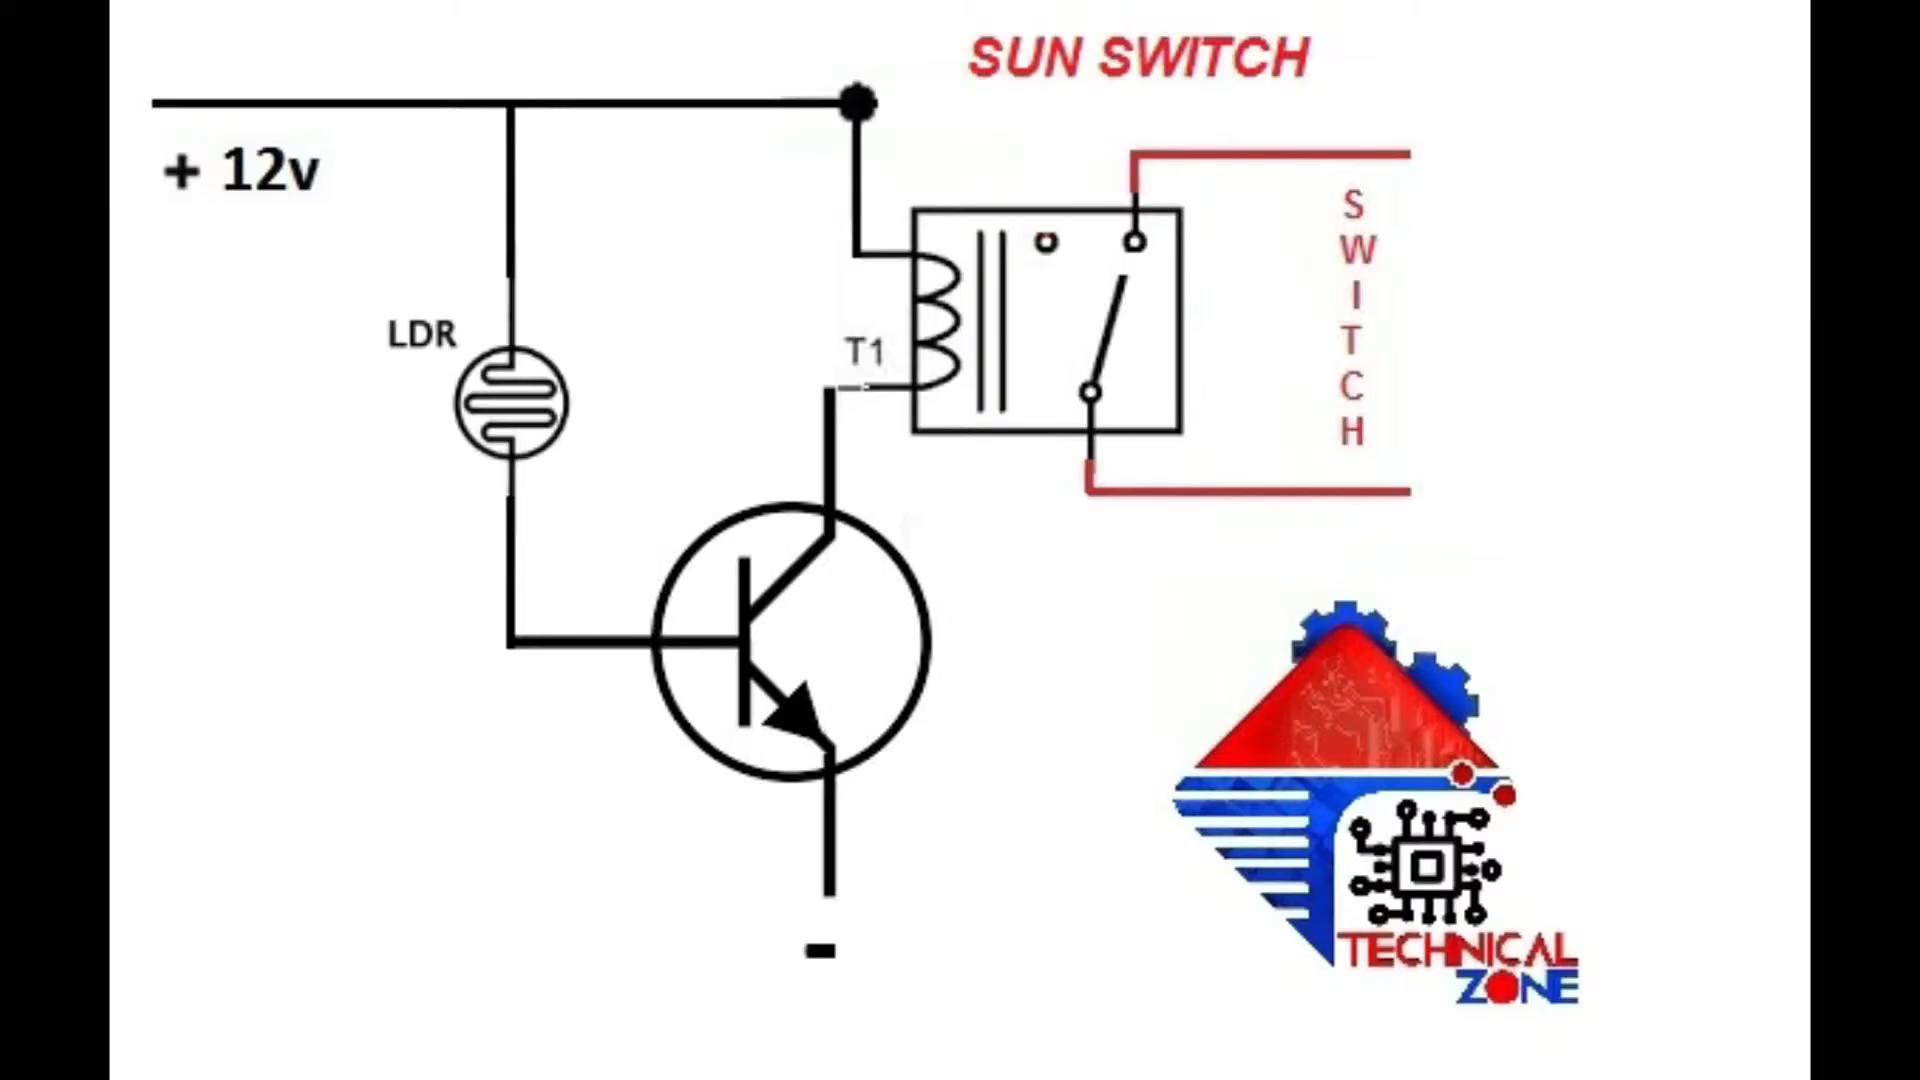 SUN SWITCH
+ 12v
S
W
I
T
C
H
LDR
T1
-
TECHNICAL
ZONE